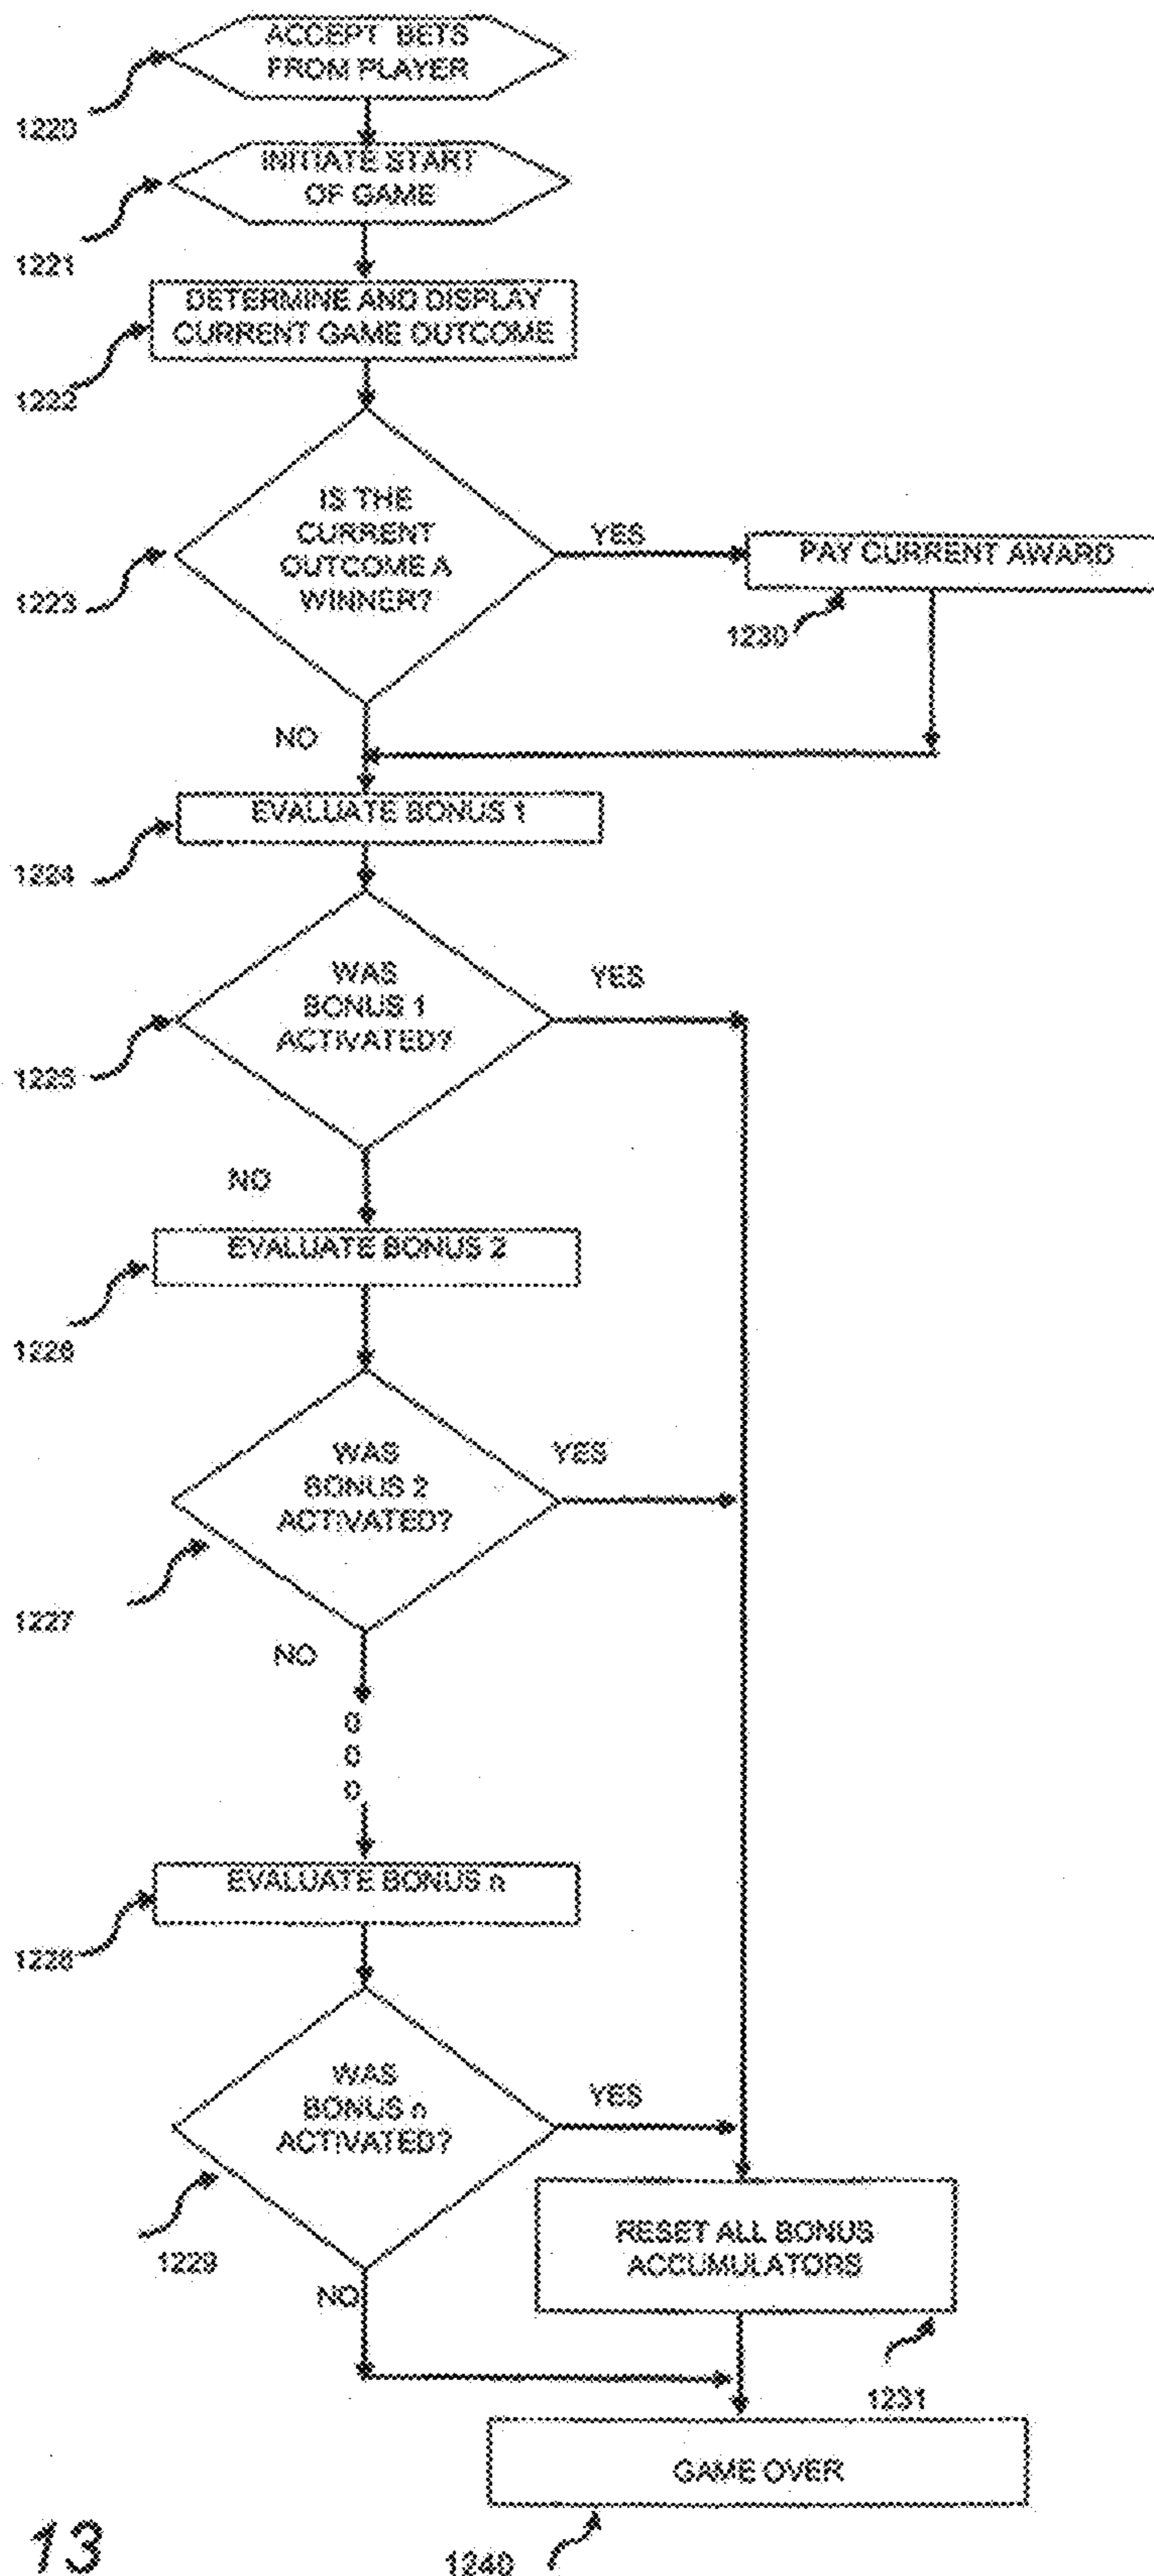 ACCEPT BETS
FROM PLAYER
1220
INITIATE START
OF GAME
1221
DETERMINE AND DISPLAY
CURRENT GAME OUTCOME
1222
IS THE
CURRENT
OUTCOME A
WINNER?
1223
YES
PAY CURRENT AWARD
1230
NO
EVALUATE BONUS 1
1224
WAS
BONUS 1
ACTIVATED?
YES
1225
NO
EVALUATE BONUS 2
1226
WAS
BONUS 2
ACTIVATED?
YES
1227
NO
0
0
0
EVALUATE BONUS n
1228
WAS
BONUS n
ACTIVATED?
YES
1229
NO
RESET ALL BONUS
ACCUMULATORS
1231
GAME OVER
1240
13